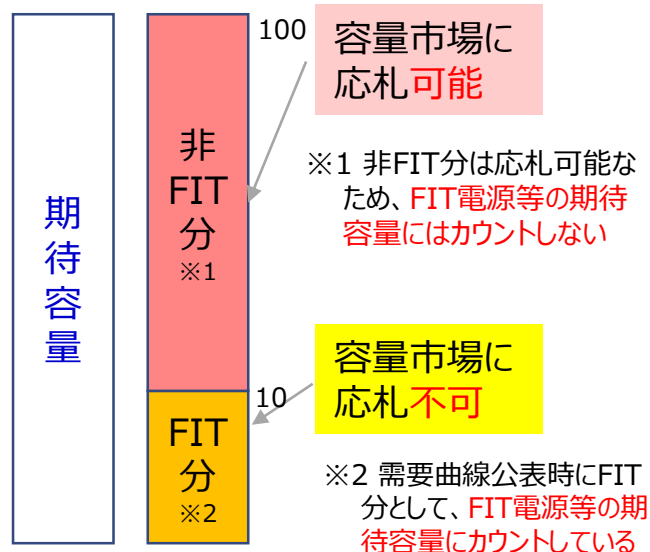 期待容量
非
FIT
分
※1
FIT
分
※2
100
10
容量市場に
応札可能
※1 非FIT分は応札可能な
ため、FIT電源等の期待
容量にはカウントしない
容量市場に
応札不可
※2 需要曲線公表時にFIT
分として、FIT電源等の期
待容量にカウントしている